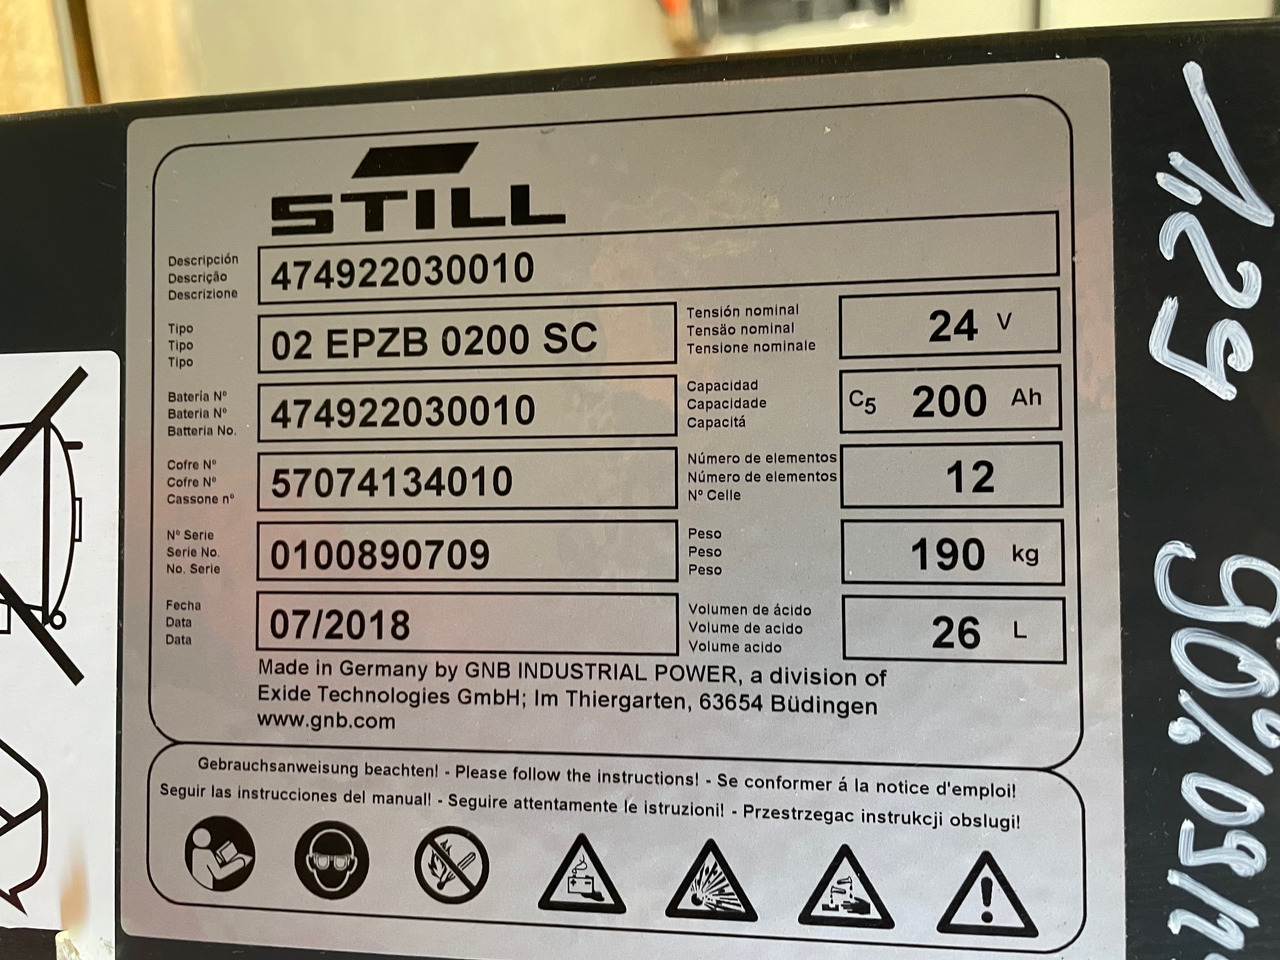 STILL
Descripción
Descrição
Descrizione
474922030010
Tipo
Tipo
Tipo
02 EPZB 0200 SC
Tensión nominal
Tensão nominal
Tensione nominale
24 V
Bateria Nº
Bateria Nº
Batteria No.
474922030010
Capacidad
Capacidade
Capacitá
C5 200 Ah
Cofre Nº
Cofre Nº
Cassone nº
57074134010
Número de elementos
Número de elementos
Nº Celle
12
Nº Serie
Serie No.
No. Serie
0100890709
Peso
Peso
Peso
190 kg
Fecha
Data
Data
07/2018
Volumen de ácido
Volume de acido
Volume acido
26 L
Made in Germany by GNB INDUSTRIAL POWER, a division of
Exide Technologies GmbH; Im Thiergarten, 63654 Büdingen
www.gnb.com
Gebrauchsanweisung beachten! - Please follow the instructions! - Se conformer á la notice d'emploi!
Seguir las instrucciones del manual! - Seguire attentamente le istruzioni! - Przestrzegac instrukcji obslugi!